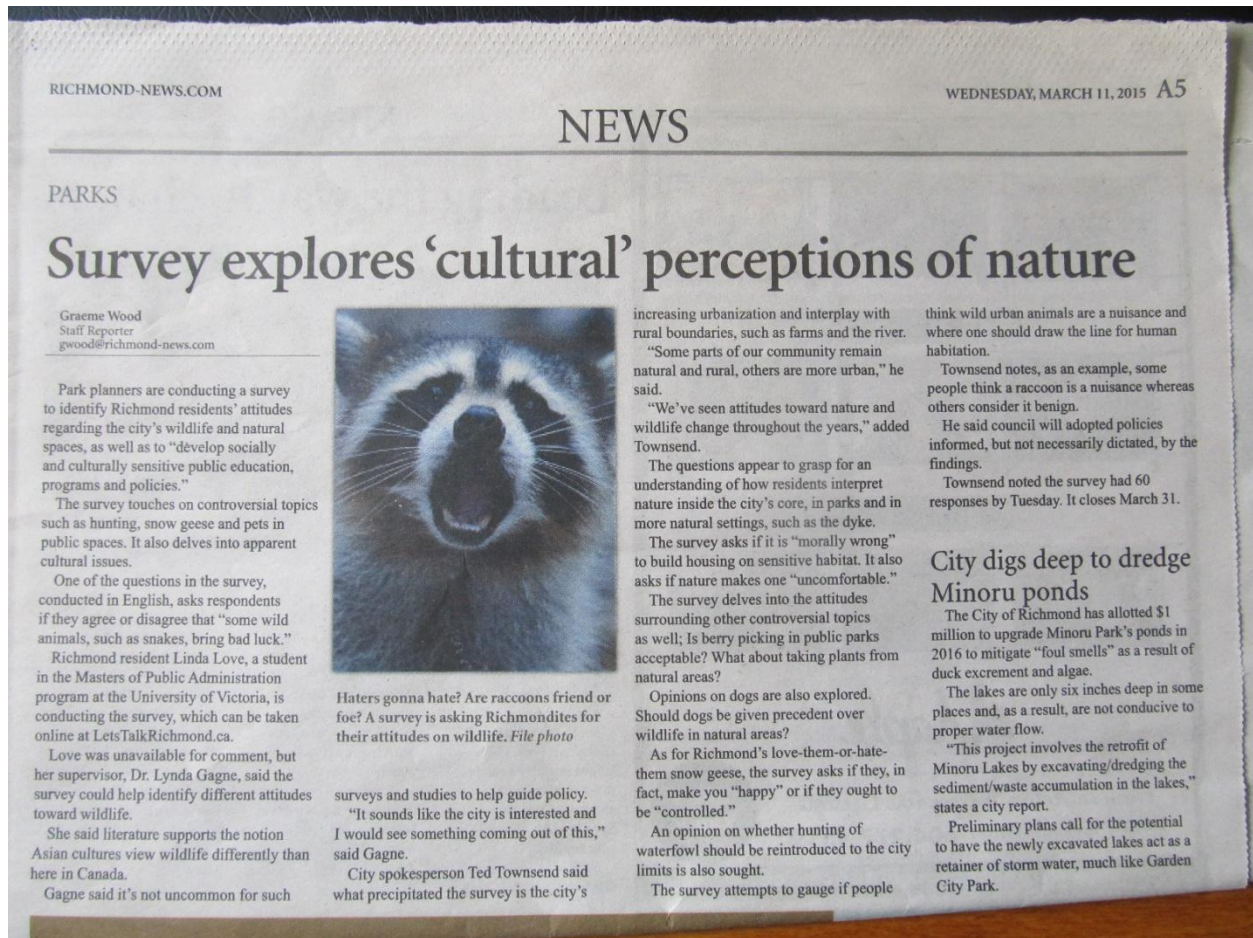 RICHMOND-NEWS.COM
WEDNESDAY, MARCH 11, 2015 A5
NEWS
PARKS
Survey explores ‘cultural’ perceptions of nature
Graeme Wood
Staff Reporter
gwood@richmond-news.com
Park planners are conducting a survey
to identify Richmond residents’ attitudes
regarding the city’s wildlife and natural
spaces, as well as to “develop socially
and culturally sensitive public education,
programs and policies.”
The survey touches on controversial topics
such as hunting, snow geese and pets in
public spaces. It also delves into apparent
cultural issues.
One of the questions in the survey,
conducted in English, asks respondents
if they agree or disagree that “some wild
animals, such as snakes, bring bad luck.”
Richmond resident Linda Love, a student
in the Masters of Public Administration
program at the University of Victoria, is
conducting the survey, which can be taken
online at LetsTalkRichmond.ca.
Love was unavailable for comment, but
her supervisor, Dr. Lynda Gagne, said the
survey could help identify different attitudes
toward wildlife.
She said literature supports the notion
Asian cultures view wildlife differently than
here in Canada.
Gagne said it’s not uncommon for such
Haters gonna hate? Are raccoons friend or
foe? A survey is asking Richmondites for
their attitudes on wildlife. File photo
surveys and studies to help guide policy.
“It sounds like the city is interested and
I would see something coming out of this,”
said Gagne.
City spokesperson Ted Townsend said
what precipitated the survey is the city’s
increasing urbanization and interplay with
rural boundaries, such as farms and the river.
“Some parts of our community remain
natural and rural, others are more urban,” he
said.
“We’ve seen attitudes toward nature and
wildlife change throughout the years,” added
Townsend.
The questions appear to grasp for an
understanding of how residents interpret
nature inside the city’s core, in parks and in
more natural settings, such as the dyke.
The survey asks if it is “morally wrong”
to build housing on sensitive habitat. It also
asks if nature makes one “uncomfortable.”
The survey delves into the attitudes
surrounding other controversial topics
as well; Is berry picking in public parks
acceptable? What about taking plants from
natural areas?
Opinions on dogs are also explored.
Should dogs be given precedent over
wildlife in natural areas?
As for Richmond’s love-them-or-hate-
them snow geese, the survey asks if they, in
fact, make you “happy” or if they ought to
be “controlled.”
An opinion on whether hunting of
waterfowl should be reintroduced to the city
limits is also sought.
The survey attempts to gauge if people
think wild urban animals are a nuisance and
where one should draw the line for human
habitation.
Townsend notes, as an example, some
people think a raccoon is a nuisance whereas
others consider it benign.
He said council will adopted policies
informed, but not necessarily dictated, by the
findings.
Townsend noted the survey had 60
responses by Tuesday. It closes March 31.
City digs deep to dredge
Minoru ponds
The City of Richmond has allotted $1
million to upgrade Minoru Park’s ponds in
2016 to mitigate “foul smells” as a result of
duck excrement and algae.
The lakes are only six inches deep in some
places and, as a result, are not conducive to
proper water flow.
“This project involves the retrofit of
Minoru Lakes by excavating/dredging the
sediment/waste accumulation in the lakes,”
states a city report.
Preliminary plans call for the potential
to have the newly excavated lakes act as a
retainer of storm water, much like Garden
City Park.